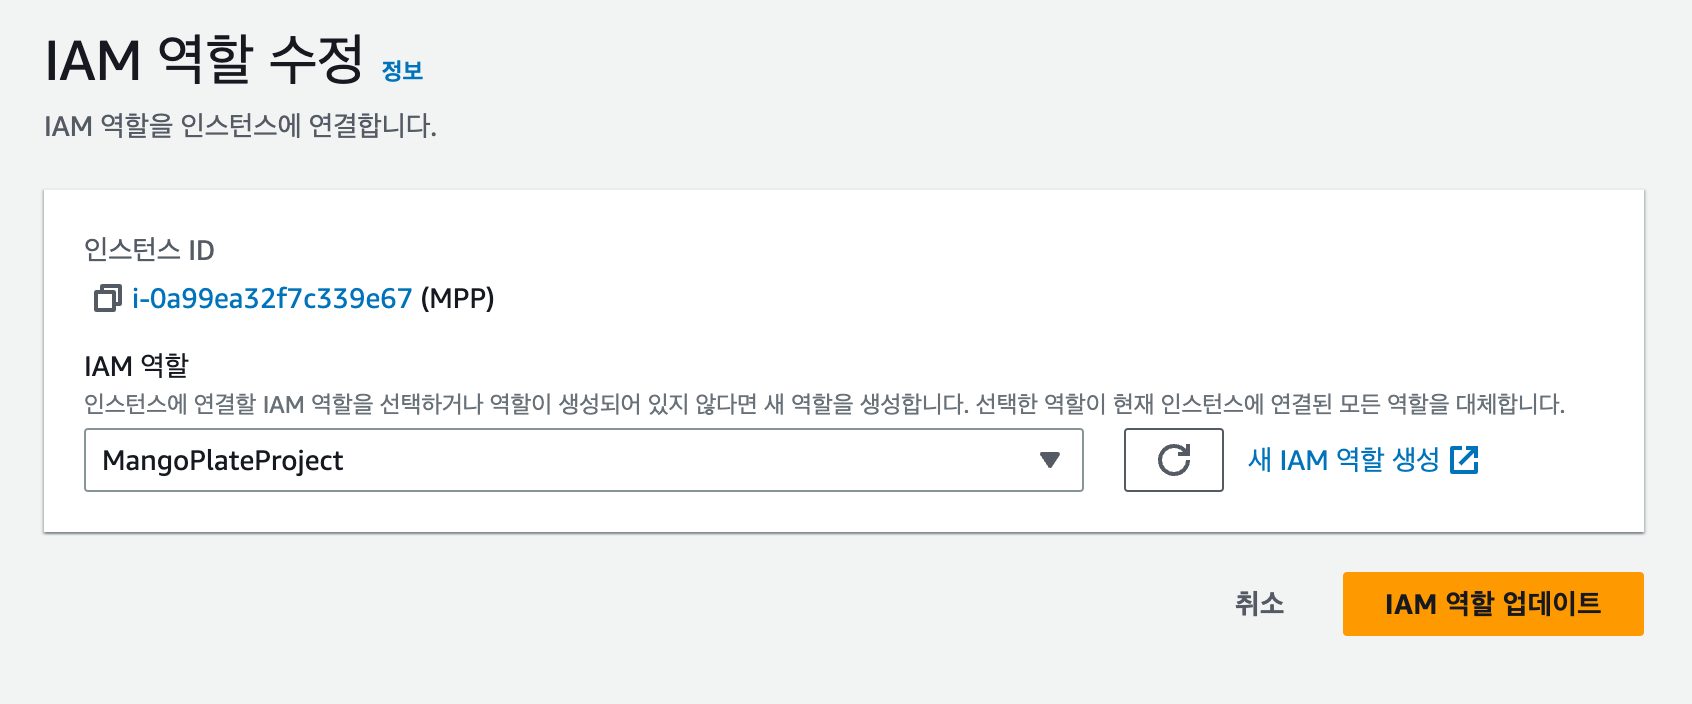 IAM 역할 수정 정보
IAM 역할을 인스턴스에 연결합니다.
인스턴스 ID
i-0a99ea32f7c339e67 (MPP)
IAM 역할
인스턴스에 연결할 IAM 역할을 선택하거나 역할이 생성되어 있지 않다면 새 역할을 생성합니다. 선택한 역할이 현재 인스턴스에 연결된 모든 역할을 대체합니다.
MangoPlateProject
새 IAM 역할 생성
취소
IAM 역할 업데이트